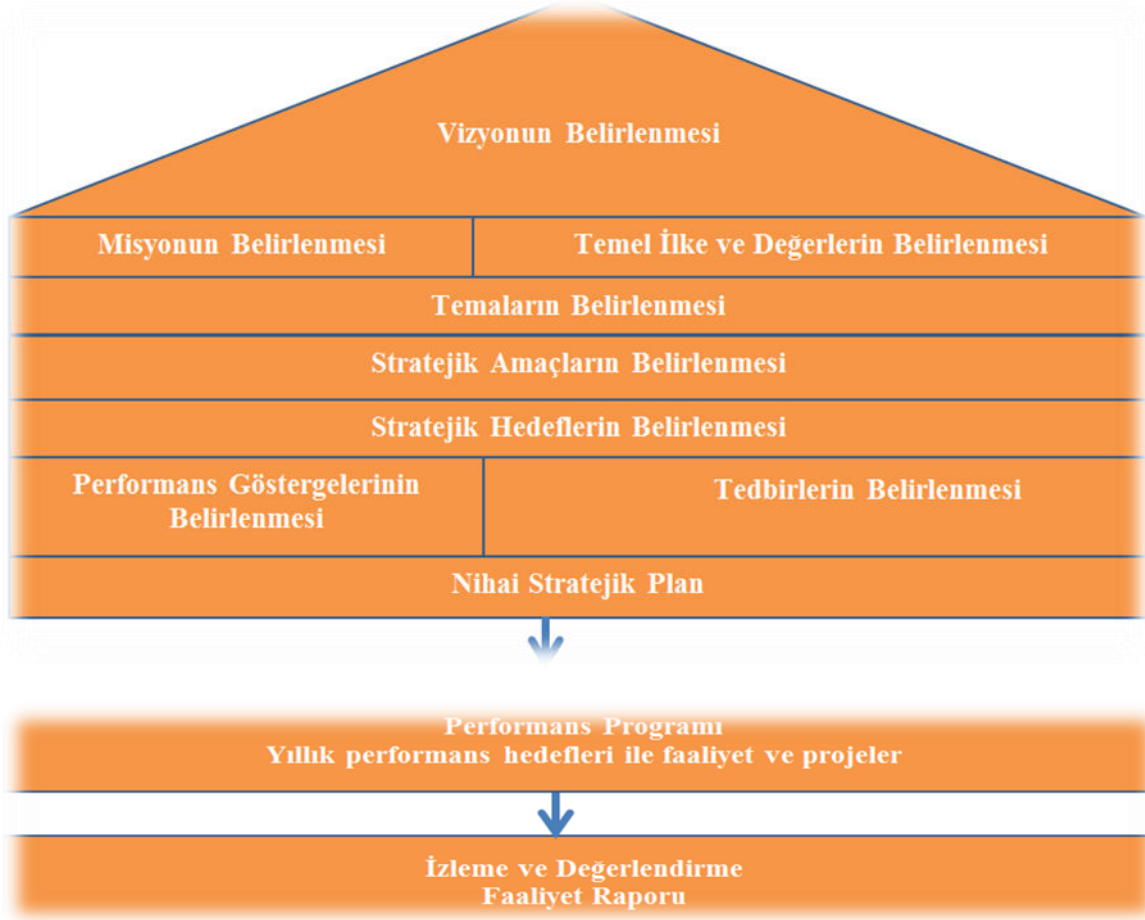 Vizyonun Belirlenmesi
Misyonun Belirlenmesi
Temel İlke ve Değerlerin Belirlenmesi
Temaların Belirlenmesi
Stratejik Amaçların Belirlenmesi
Stratejik Hedeflerin Belirlenmesi
Performans Göstergelerinin
Belirlenmesi
Tedbirlerin Belirlenmesi
Nihai Stratejik Plan
Performans Programı
Yıllık performans hedefleri ile faaliyet ve projeler
İzleme ve Değerlendirme
Faaliyet Raporu